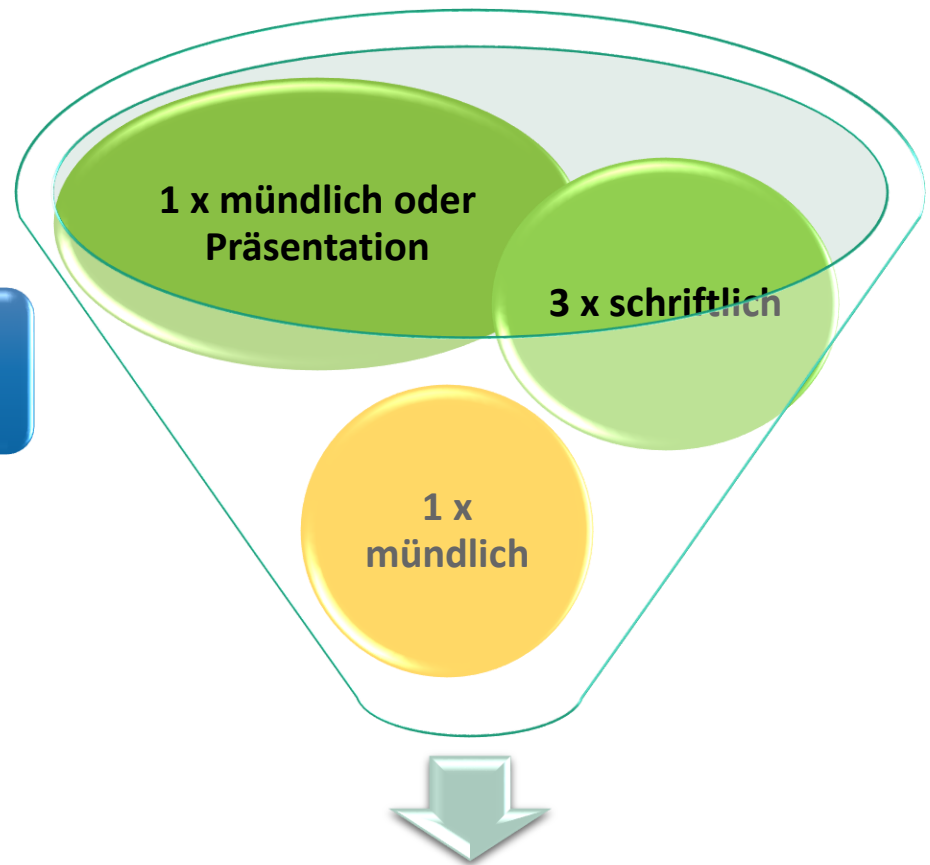 1 x mündlich oder
Präsentation
3 x schriftlich
1 x
mündlich